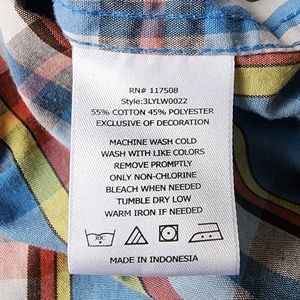 RN# 117508
Style:3LYLW0022
55% COTTON 45% POLYESTER
EXCLUSIVE OF DECORATION
MACHINE WASH COLD
WASH WITH LIKE COLORS
REMOVE PROMPTLY
ONLY NON-CHLORINE
BLEACH WHEN NEEDED
TUMBLE DRY LOW
WARM IRON IF NEEDED
MADE IN INDONESIA